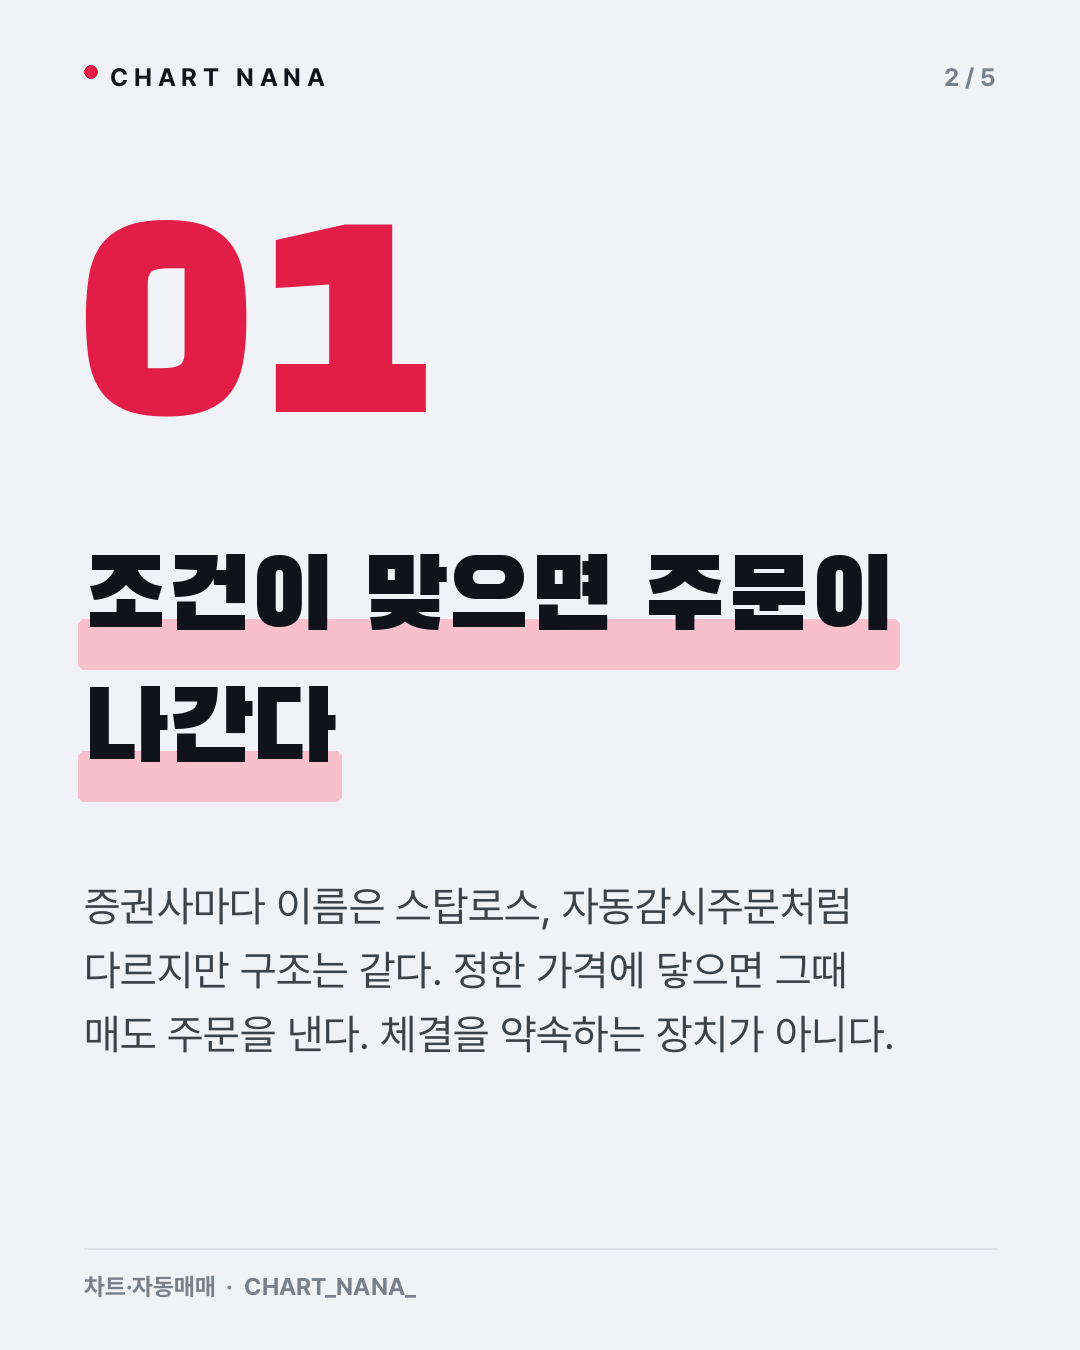 CHART NANA
2 / 5
01
조건이 맞으면 주문이
나간다
증권사마다 이름은 스탑로스, 자동감시주문처럼
다르지만 구조는 같다. 정한 가격에 닿으면 그때
매도 주문을 낸다. 체결을 약속하는 장치가 아니다.
차트·자동매매 · CHART_NANA_